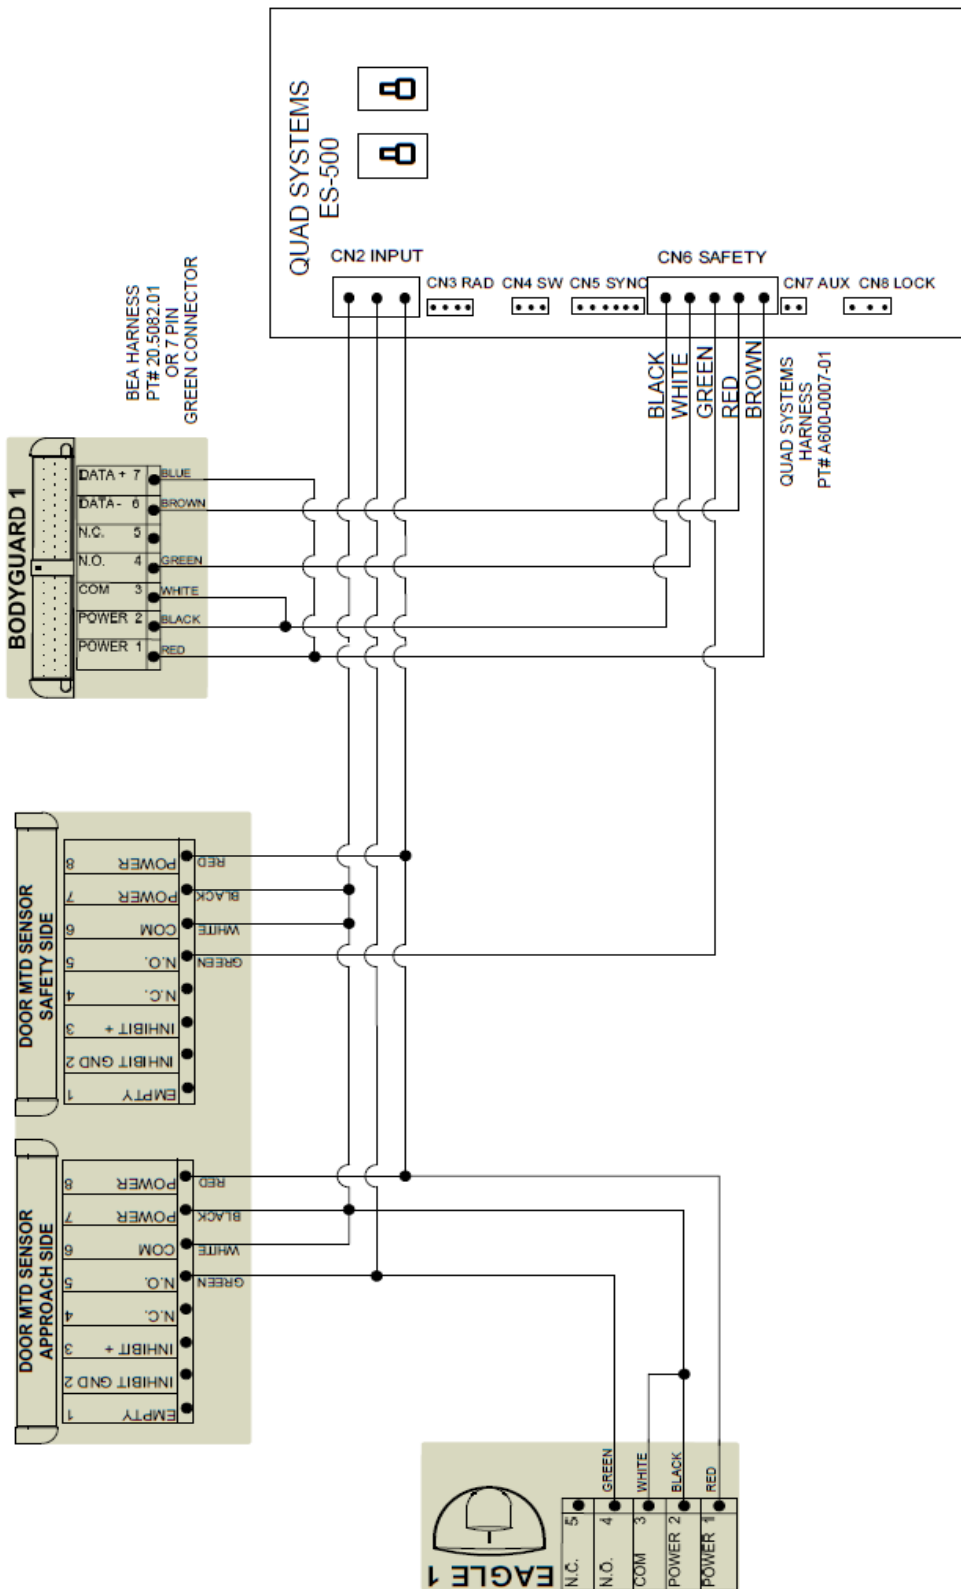 QUAD SYSTEMS
ES-500
CN2 INPUT
CN3 RAD
CN4 SW
CN5 SYNC
CN6 SAFETY
CN7 AUX
CN8 LOCK
BLACK
WHITE
GREEN
RED
BROWN
QUAD SYSTEMS
HARNESS
PT# A600-0007-01
BEA HARNESS
PT# 20.5082.01
OR 7 PIN
GREEN CONNECTOR
BODYGUARD 1
DATA + 7 BLUE
DATA- 6 BROWN
N.C. 5
N.O. 4 GREEN
COM 3 WHITE
POWER 2 BLACK
POWER 1 RED
DOOR MTD SENSOR
SAFETY SIDE
8 POWER RED
7 POWER BLACK
6 COM WHITE
5 N.O. GREEN
4 N.C.
3 INHIBIT +
INHIBIT GND 2
1 EMPTY
DOOR MTD SENSOR
APPROACH SIDE
8 POWER RED
7 POWER BLACK
6 COM WHITE
5 N.O. GREEN
4 N.C.
3 INHIBIT +
INHIBIT GND 2
1 EMPTY
EAGLE 1
N.C. 5
N.O. 4 GREEN
COM 3 WHITE
POWER 2 BLACK
POWER 1 RED